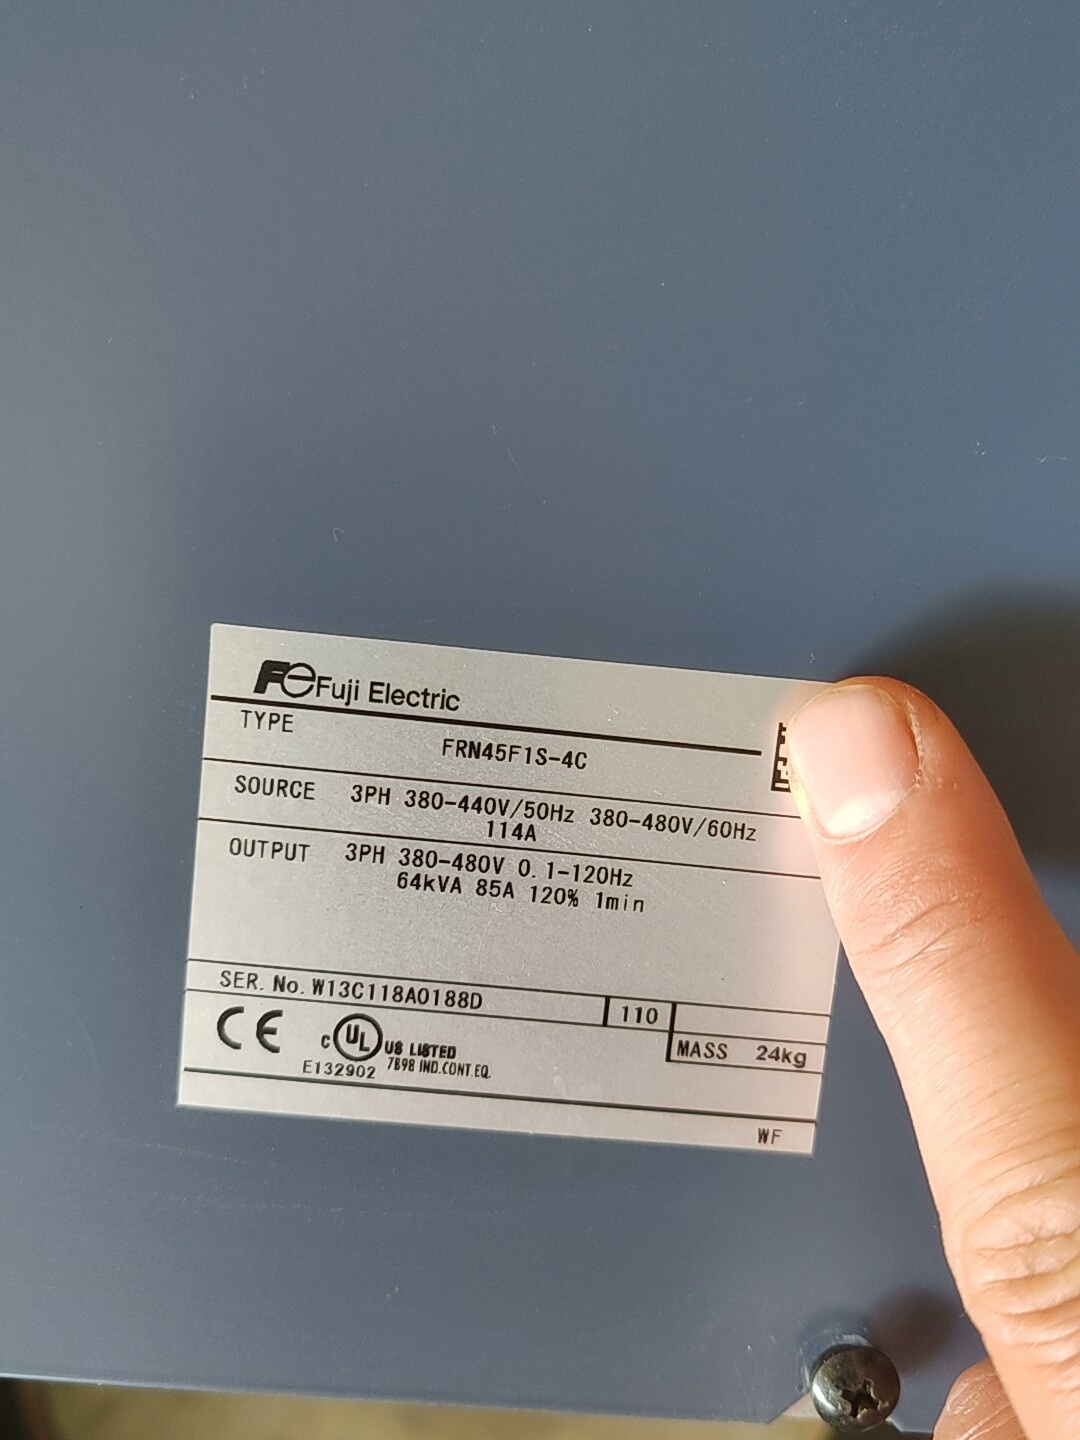 Fe Fuji Electric
TYPE FRN45F1S-4C
SOURCE 3PH 380-440V/50Hz 380-480V/60Hz
114A
OUTPUT 3PH 380-480V 0.1-120Hz
64kVA 85A 120% 1min
SER. No. W13C118A0188D 110
MASS 24kg
CE C UL US LISTED
E132902 7B98 IND.CONT.EQ.
WF